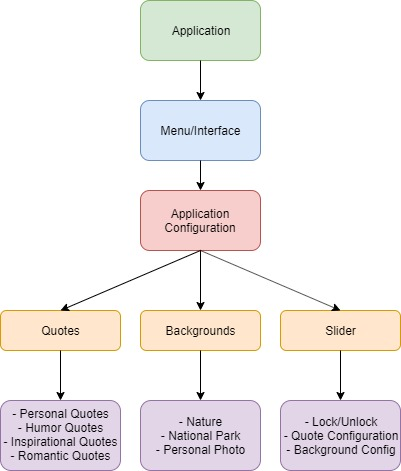 Application
Menu/Interface
Application
Configuration
Quotes
Backgrounds
Slider
- Personal Quotes
- Humor Quotes
- Inspirational Quotes
- Romantic Quotes
- Nature
- National Park
- Personal Photo
- Lock/Unlock
- Quote Configuration
- Background Config